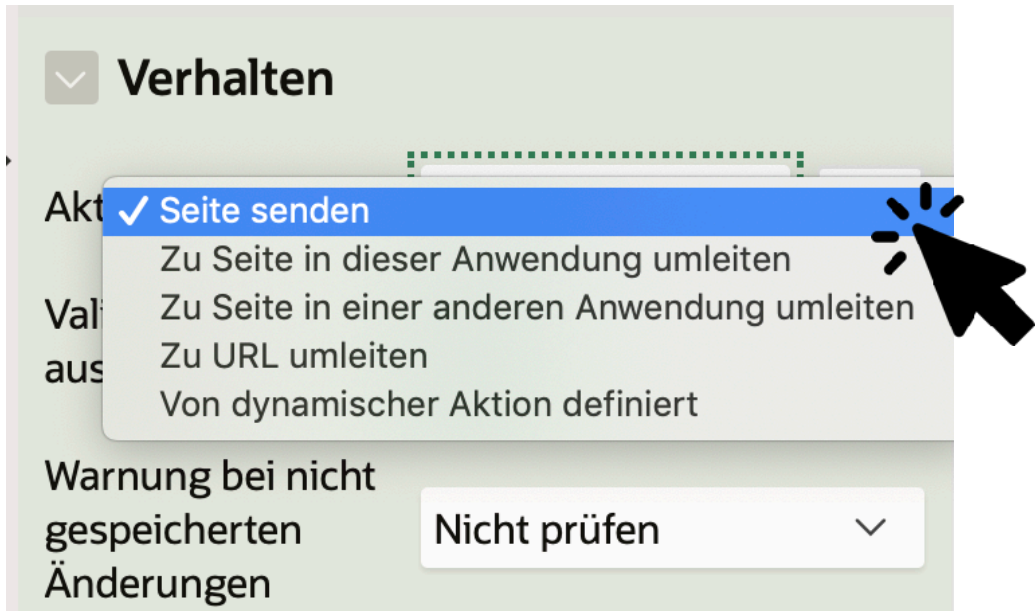 Verhalten
Akt
Seite senden
Zu Seite in dieser Anwendung umleiten
Zu Seite in einer anderen Anwendung umleiten
Zu URL umleiten
Von dynamischer Aktion definiert
Val
aus
Warnung bei nicht
gespeicherten
Änderungen
Nicht prüfen